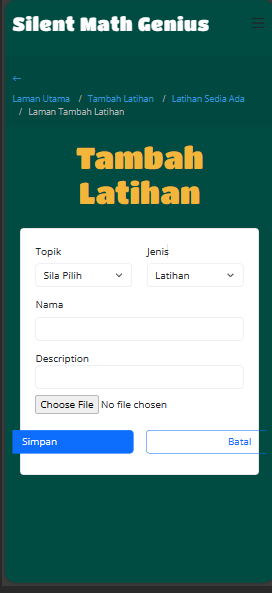 Silent Math Genius
←
Laman Utama / Tambah Latihan / Latihan Sedia Ada
/ Laman Tambah Latihan
Tambah
Latihan
Topik Jenis
Sila Pilih Latihan
Nama
Description
Choose File No file chosen
Simpan Batal